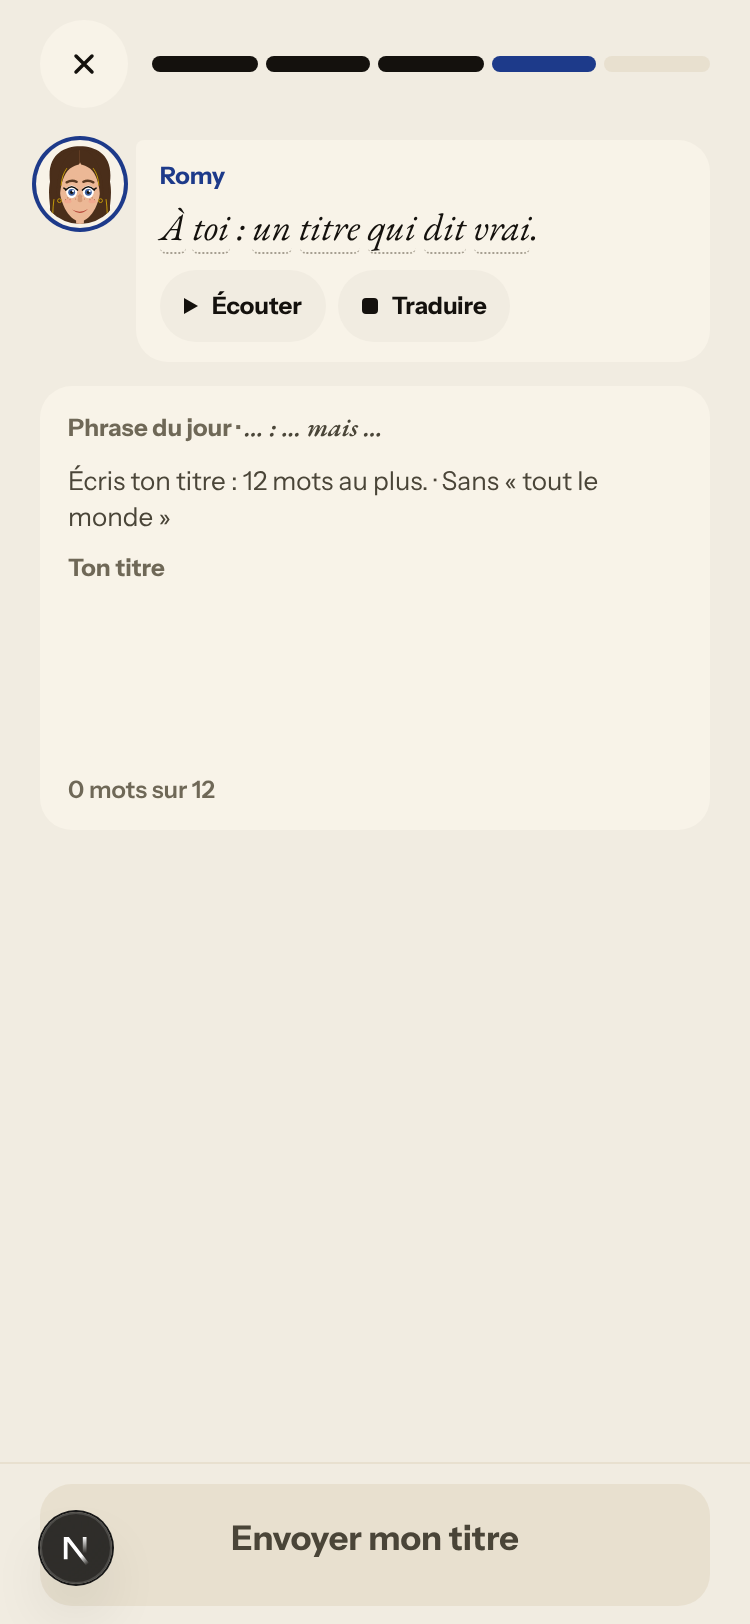 Romy
À toi : un titre qui dit vrai.
Écouter
Traduire
Phrase du jour · ... : ... mais ...
Écris ton titre : 12 mots au plus. · Sans « tout le
monde »
Ton titre
0 mots sur 12
Envoyer mon titre
N